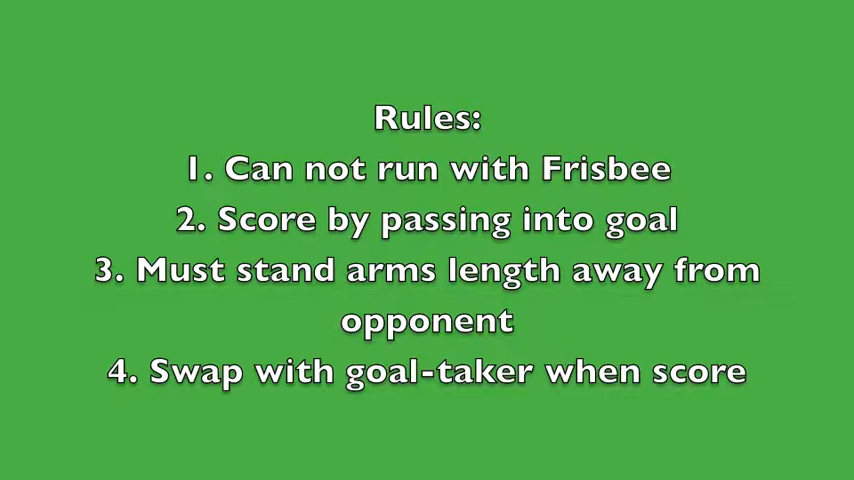 Rules:
1. Can not run with Frisbee
2. Score by passing into goal
3. Must stand arms length away from
opponent
4. Swap with goal-taker when score